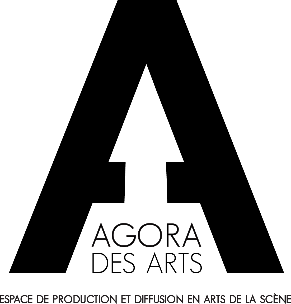 A
AGORA
DES ARTS
ESPACE DE PRODUCTION ET DIFFUSION EN ARTS DE LA SCÈNE